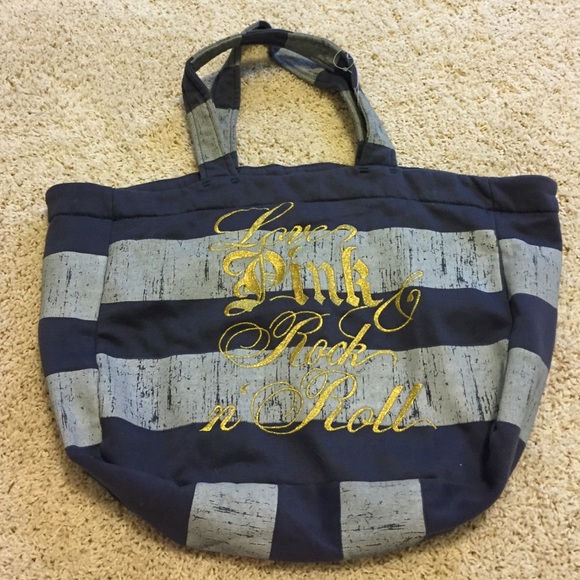 Love
Pink &
Rock
n' Roll